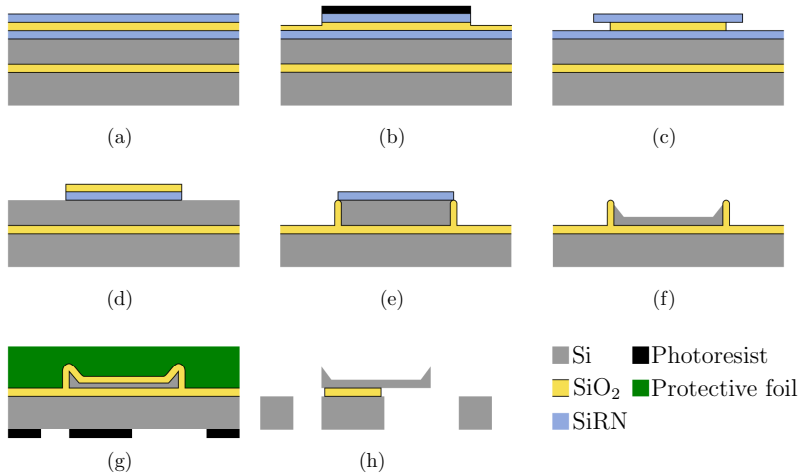 (a) (b) (c)
(d) (e) (f)
Si Photoresist
SiO₂ Protective foil
SiRN
(g) (h)